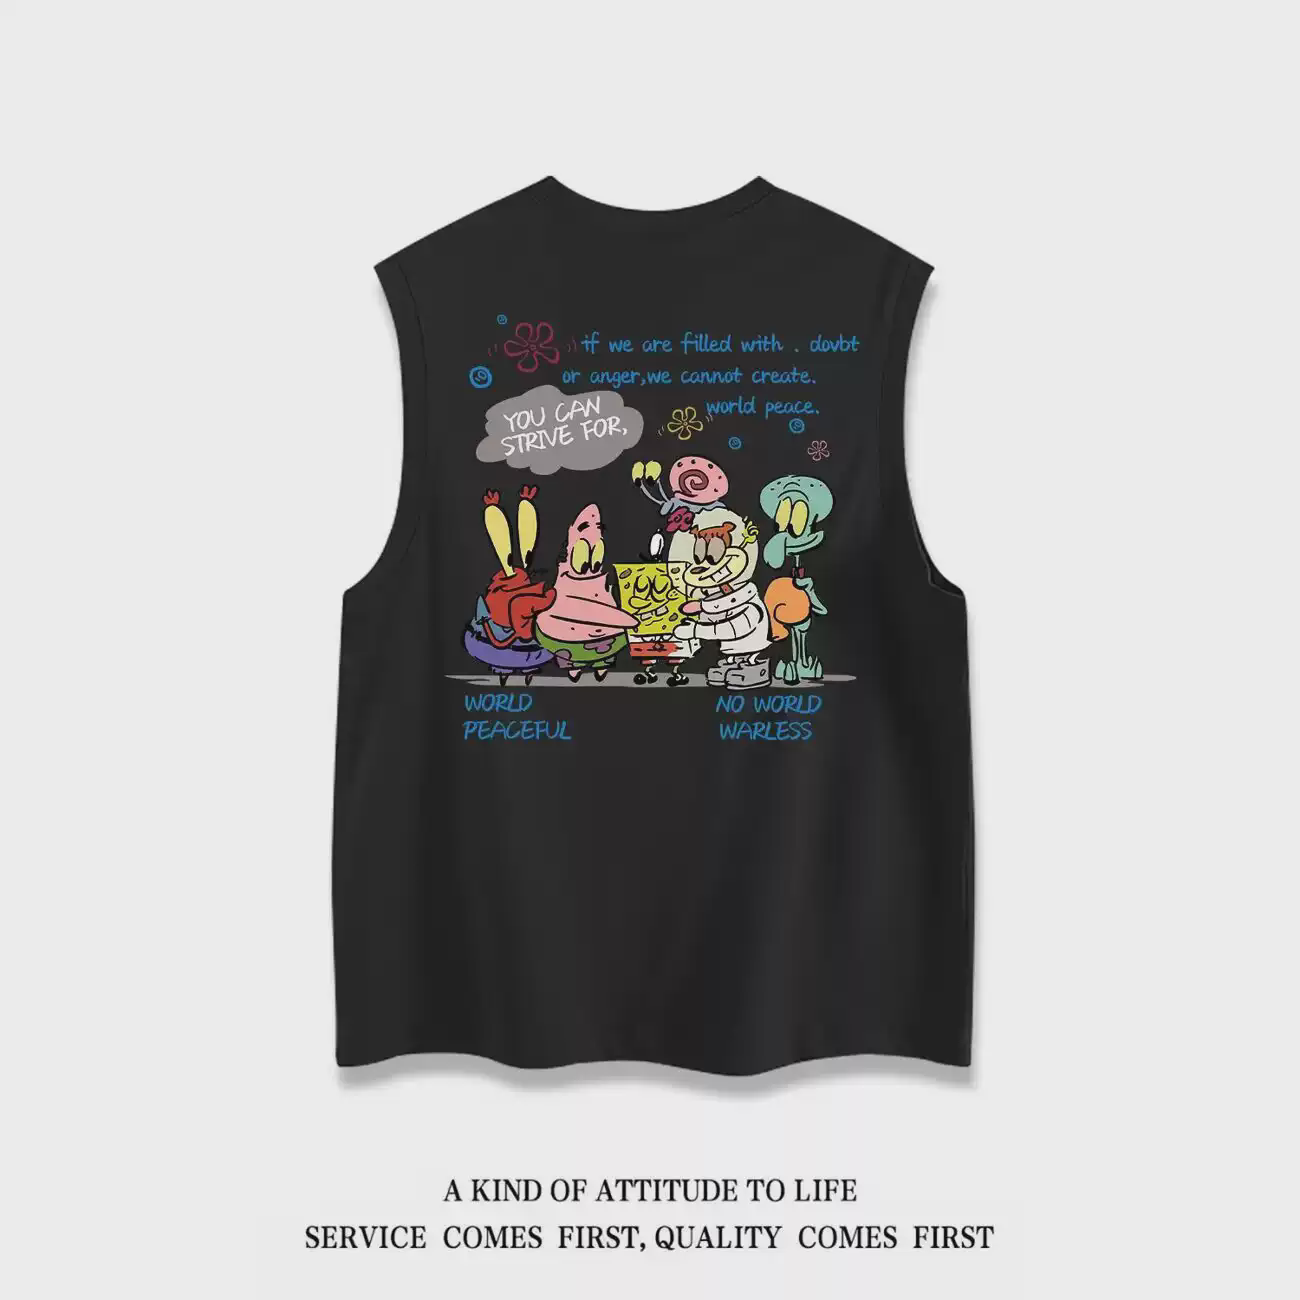 if we are filled with . dovbt
or anger,we cannot create.
world peace.
YOU CAN
STRIVE FOR,
WORLD
PEACEFUL
NO WORLD
WARLESS
A KIND OF ATTITUDE TO LIFE
SERVICE COMES FIRST, QUALITY COMES FIRST